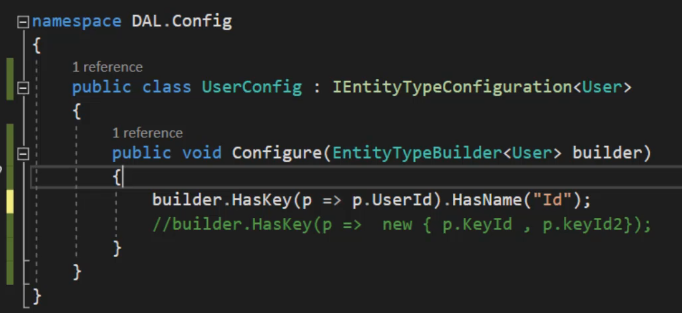 namespace DAL.Config
{
1 reference
public class UserConfig : IEntityTypeConfiguration<User>
{
1 reference
public void Configure(EntityTypeBuilder<User> builder)
{
builder.HasKey(p => p.UserId).HasName("Id");
//builder.HasKey(p =>  new { p.KeyId , p.keyId2});
}
}
}